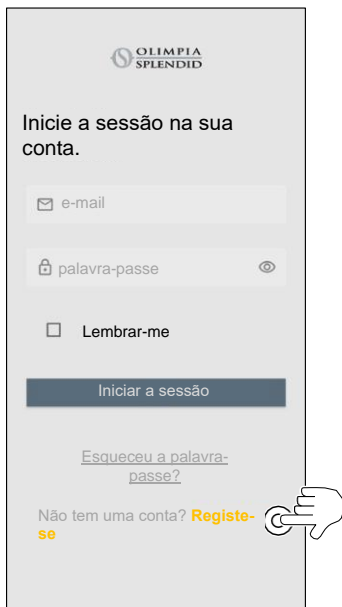 OLIMPIA
SPLENDID
Inicie a sessão na sua
conta.
e-mail
palavra-passe
Lembrar-me
Iniciar a sessão
Esqueceu a palavra-
passe?
Não tem uma conta? Registe-
se